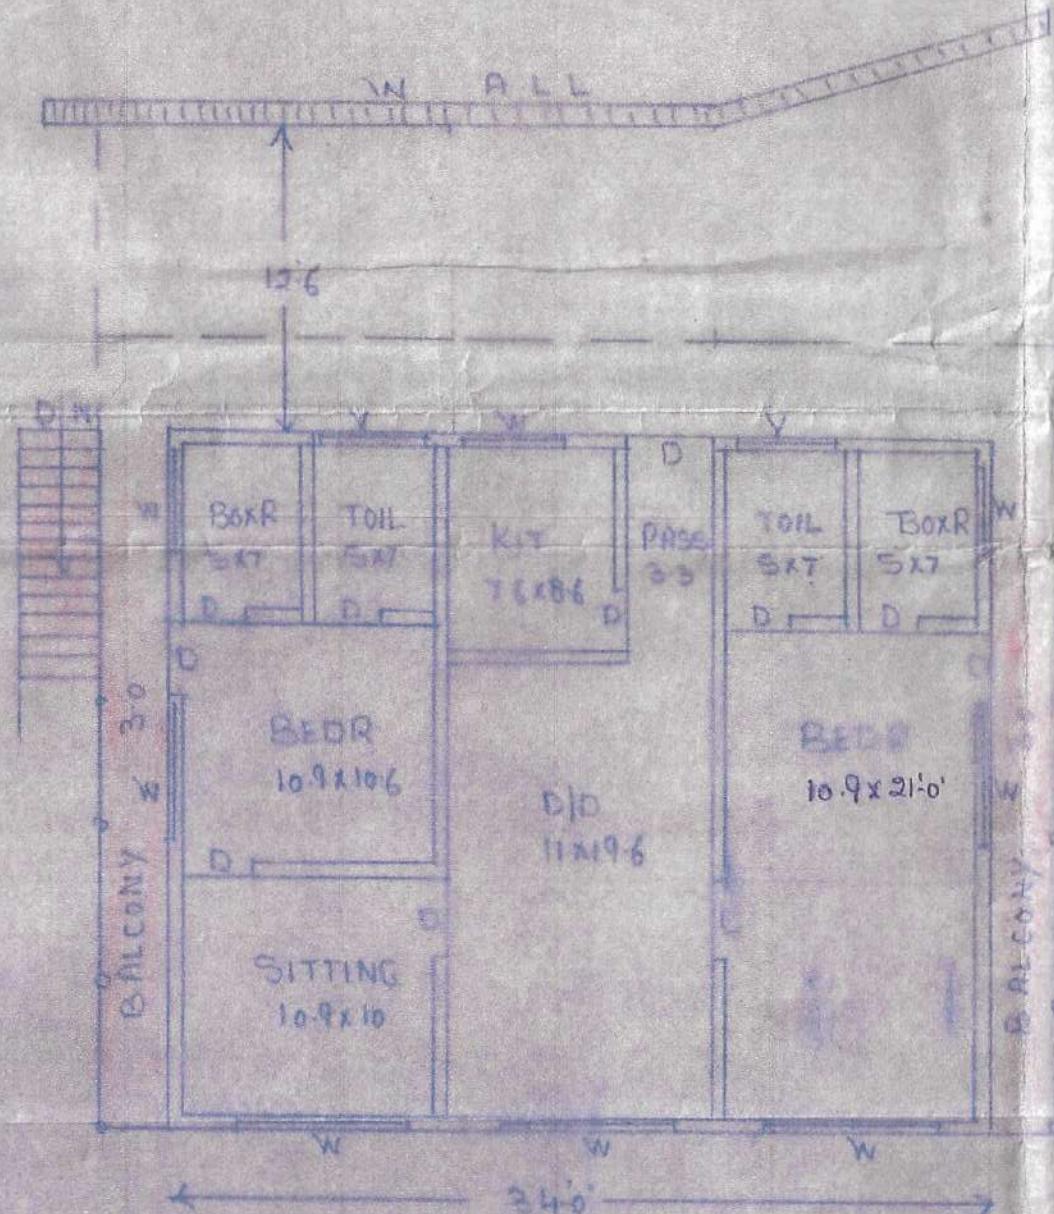 WALL
12'6
DN
V
W
V
D
W
BOXR
5x7
TOIL
5x7
KIT
7.6x8.6
PASS
3.3
TOIL
5x7
BOXR
5x7
W
D
D
D
D
D
D
D
BALCONY 3.0
W
BEDR
10.9x10.6
D/D
11x19.6
BEDR
10.9x21'-0'
W
D
D
D
SITTING
10.9x10
BALCONY
W
W
W
34'0"